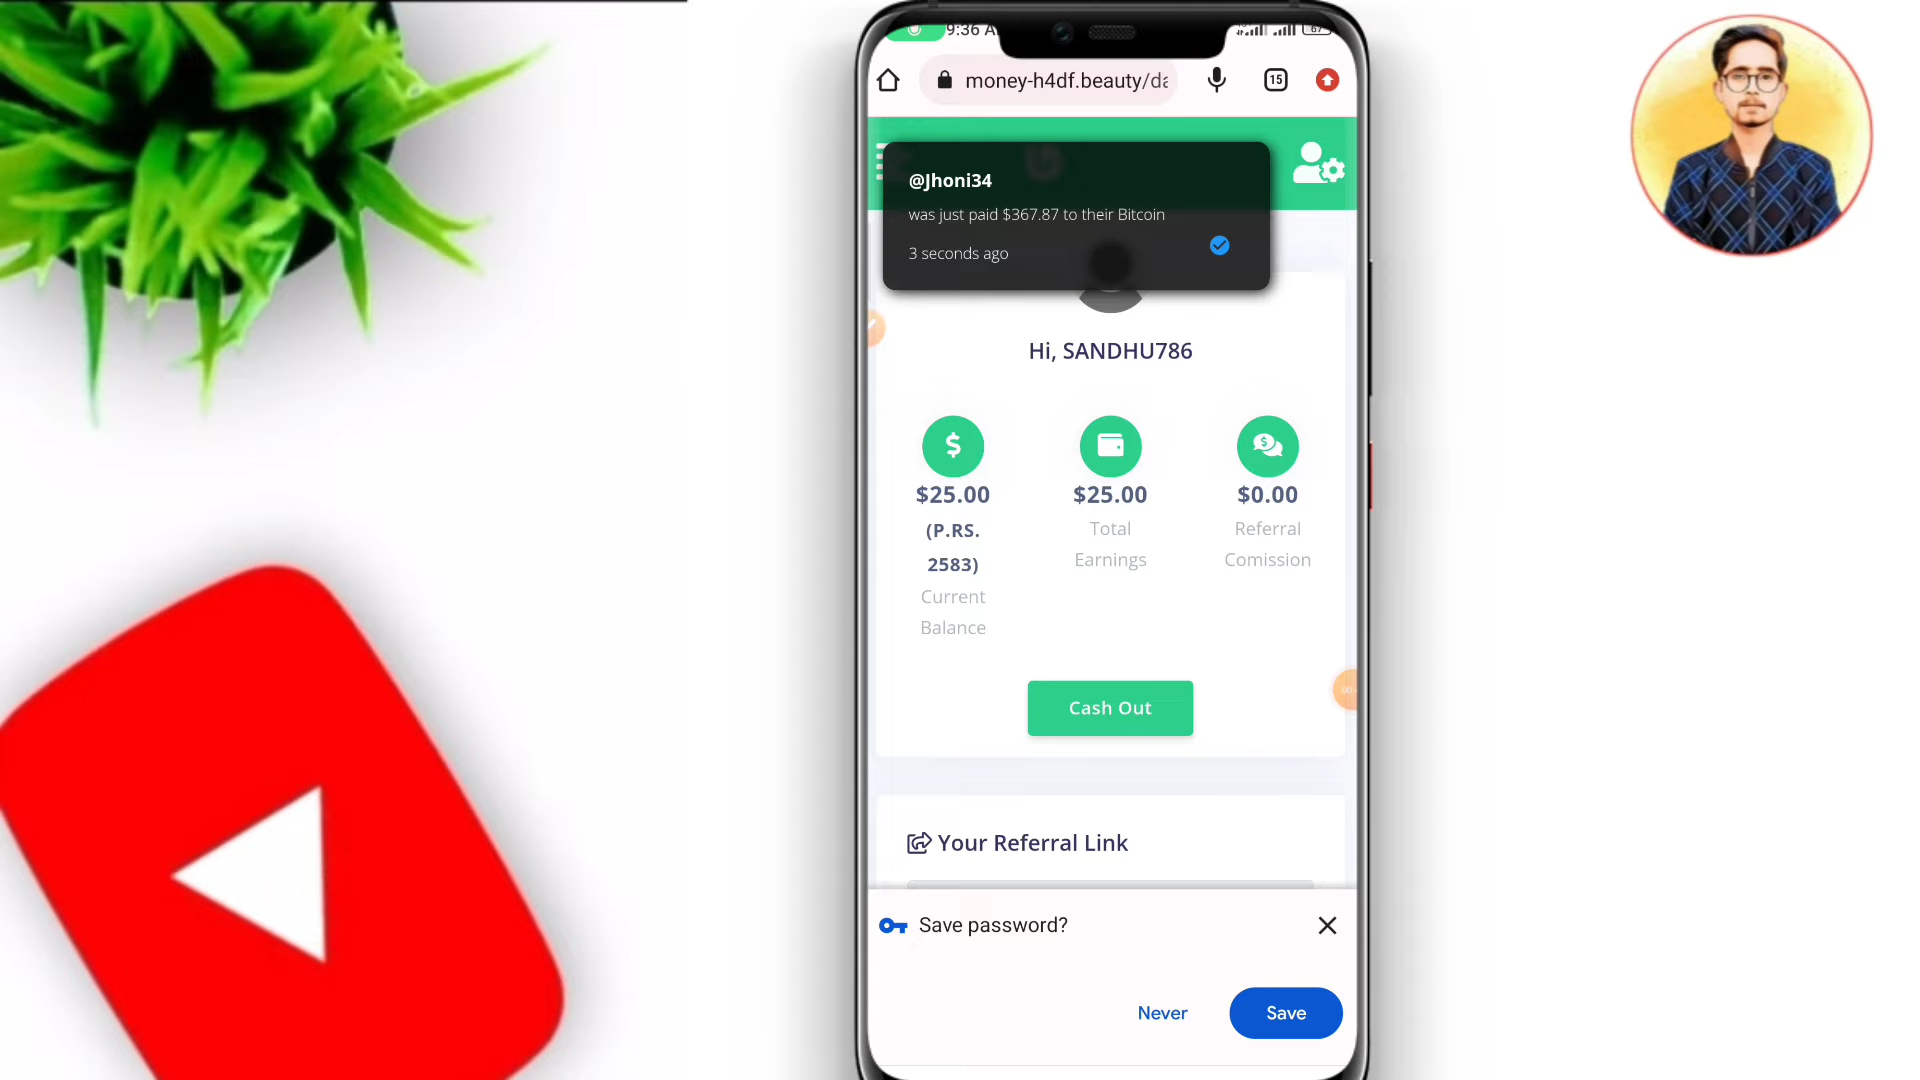 9:36 A
67
money-h4df.beauty/da
15
@Jhoni34
was just paid $367.87 to their Bitcoin
3 seconds ago
Hi, SANDHU786
$25.00
(P.RS.
2583)
Current
Balance
$25.00
Total
Earnings
$0.00
Referral
Comission
Cash Out
Your Referral Link
Save password?
Never
Save